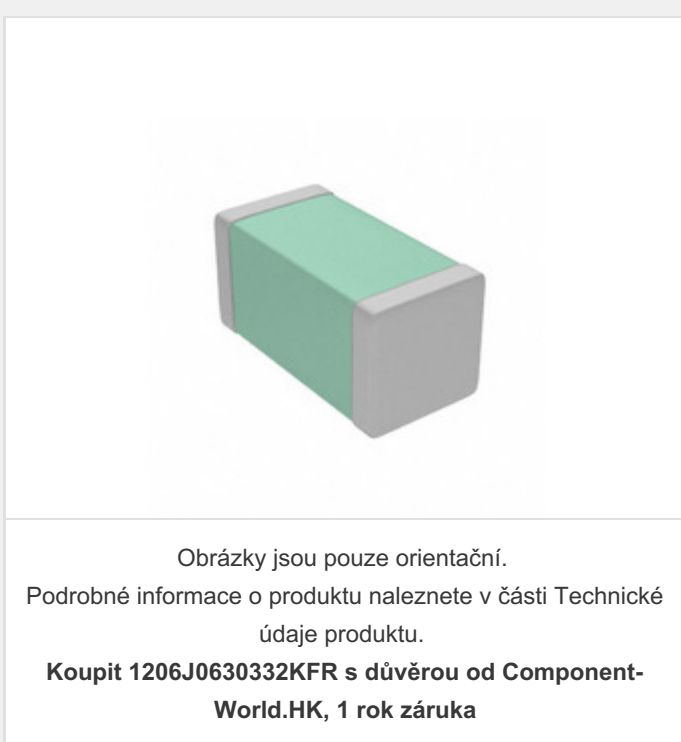 Obrázky jsou pouze orientační.
Podrobné informace o produktu naleznete v části Technické
údaje produktu.
Koupit 1206J0630332KFR s důvěrou od Component-
World.HK, 1 rok záruka